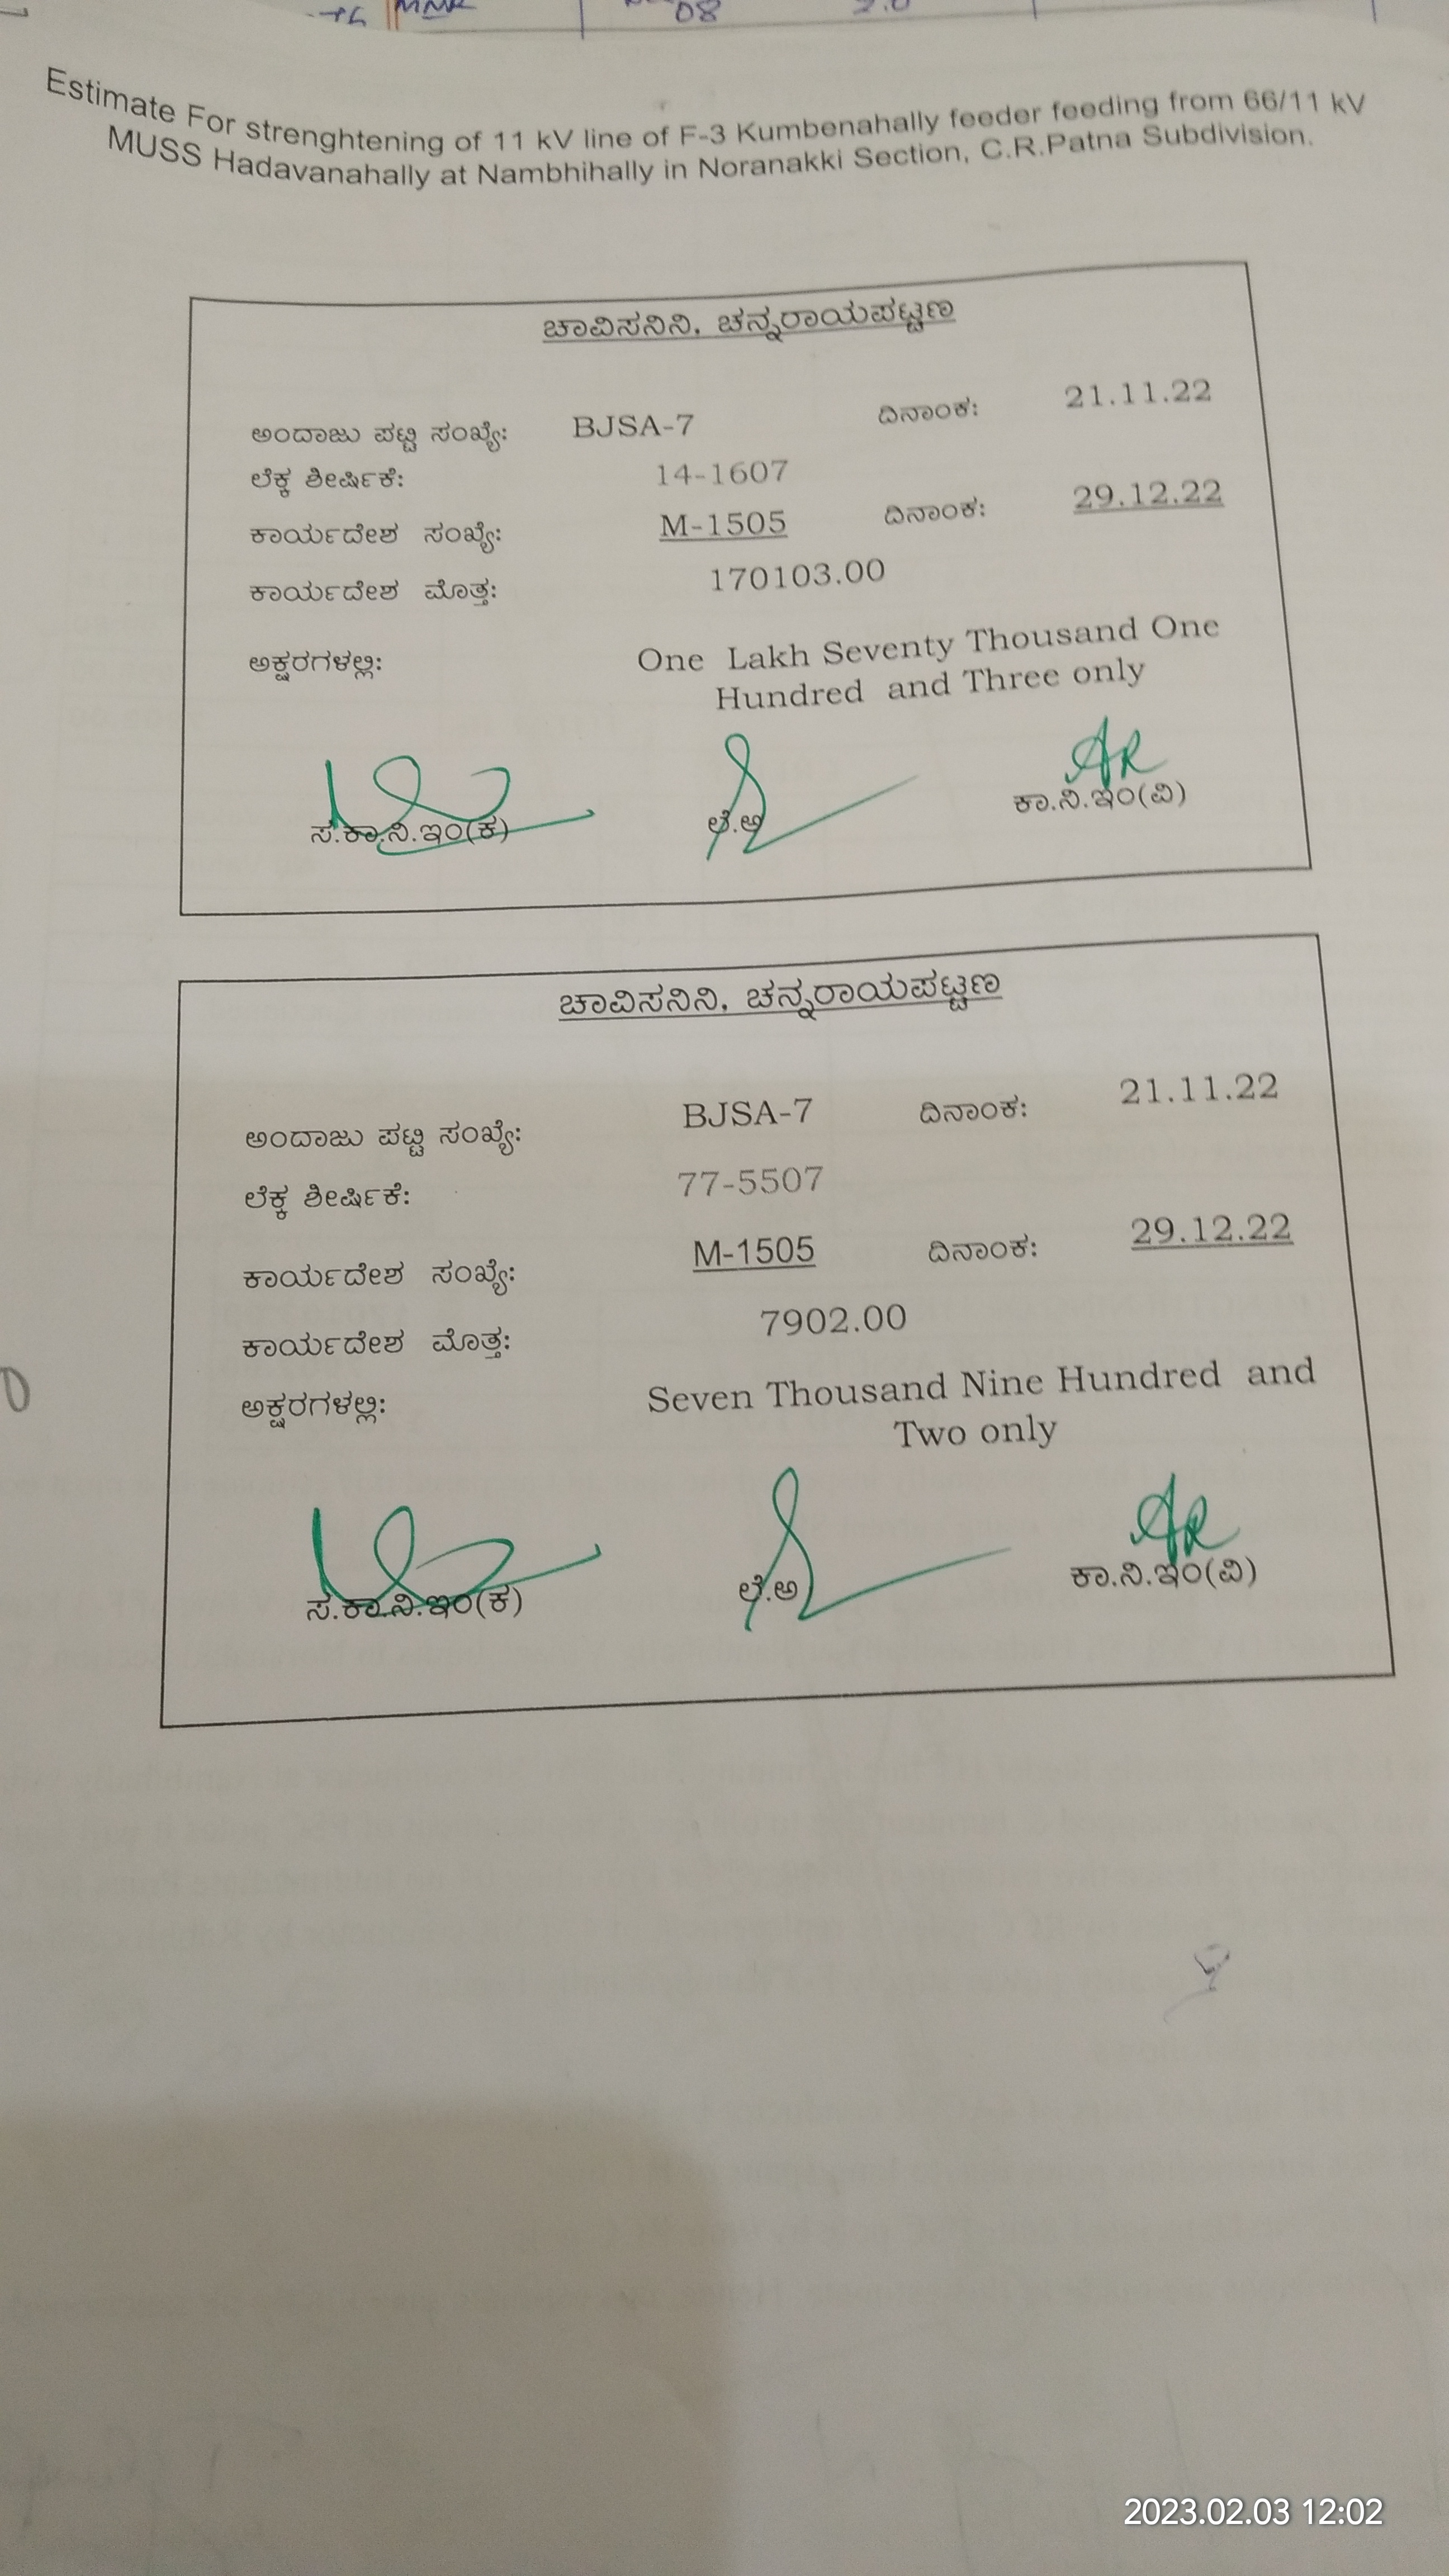 08
Estimate For strenghtening of 11 kV line of F-3 Kumbenahally feeder feeding from 66/11 kV
MUSS Hadavanahally at Nambhihally in Noranakki Section, C.R.Patna Subdivision.
ಚಾವಿಸನಿನಿ, ಚನ್ನರಾಯಪಟ್ಟಣ
ಅಂದಾಜು ಪಟ್ಟಿ ಸಂಖ್ಯೆ: BJSA-7 ದಿನಾಂಕ: 21.11.22
ಲೆಕ್ಕ ಶೀರ್ಷಿಕೆ: 14-1607
ಕಾರ್ಯದೇಶ ಸಂಖ್ಯೆ: M-1505 ದಿನಾಂಕ: 29.12.22
ಕಾರ್ಯದೇಶ ಮೊತ್ತ: 170103.00
ಅಕ್ಷರಗಳಲ್ಲಿ: One Lakh Seventy Thousand One
Hundred and Three only
ಸ.ಕಾ.ನಿ.ಇಂ(ಕ) ಲೆ.ಅ ಕಾ.ನಿ.ಇಂ(ವಿ)
ಚಾವಿಸನಿನಿ, ಚನ್ನರಾಯಪಟ್ಟಣ
ಅಂದಾಜು ಪಟ್ಟಿ ಸಂಖ್ಯೆ: BJSA-7 ದಿನಾಂಕ: 21.11.22
ಲೆಕ್ಕ ಶೀರ್ಷಿಕೆ: 77-5507
ಕಾರ್ಯದೇಶ ಸಂಖ್ಯೆ: M-1505 ದಿನಾಂಕ: 29.12.22
ಕಾರ್ಯದೇಶ ಮೊತ್ತ: 7902.00
ಅಕ್ಷರಗಳಲ್ಲಿ: Seven Thousand Nine Hundred and
Two only
ಸ.ಕಾ.ನಿ.ಇಂ(ಕ) ಲೆ.ಅ ಕಾ.ನಿ.ಇಂ(ವಿ)
2023.02.03 12:02